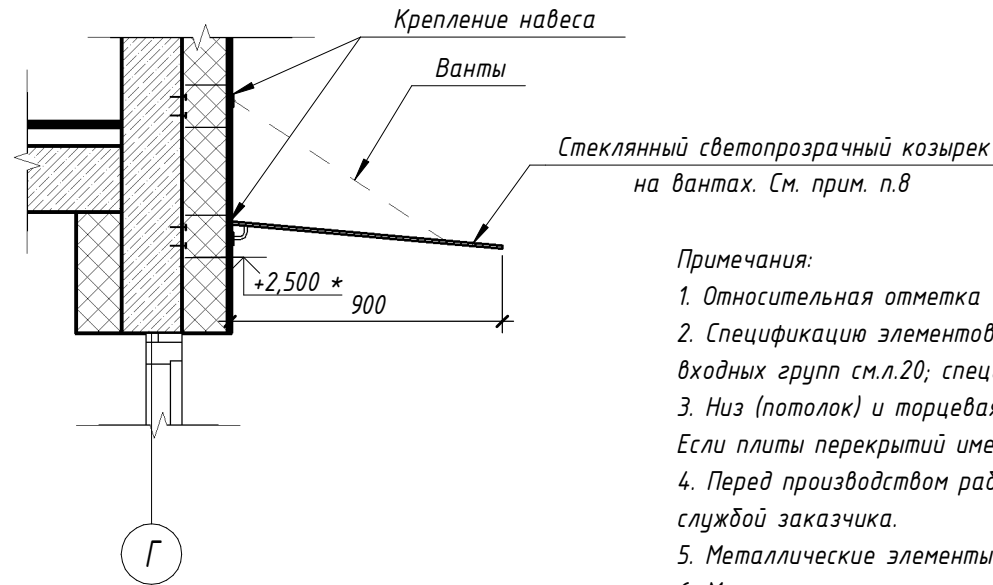 Крепление навеса
Ванты
Стеклянный светопрозрачный козырек
на вантах. См. прим. п.8
+2,500 *
900
Г
Примечания:
1. Относительная отметка
2. Спецификацию элементов
входных групп см.л.20; спец
3. Низ (потолок) и торцевая
Если плиты перекрытий име
4. Перед производством раб
службой заказчика.
5. Металлические элементы